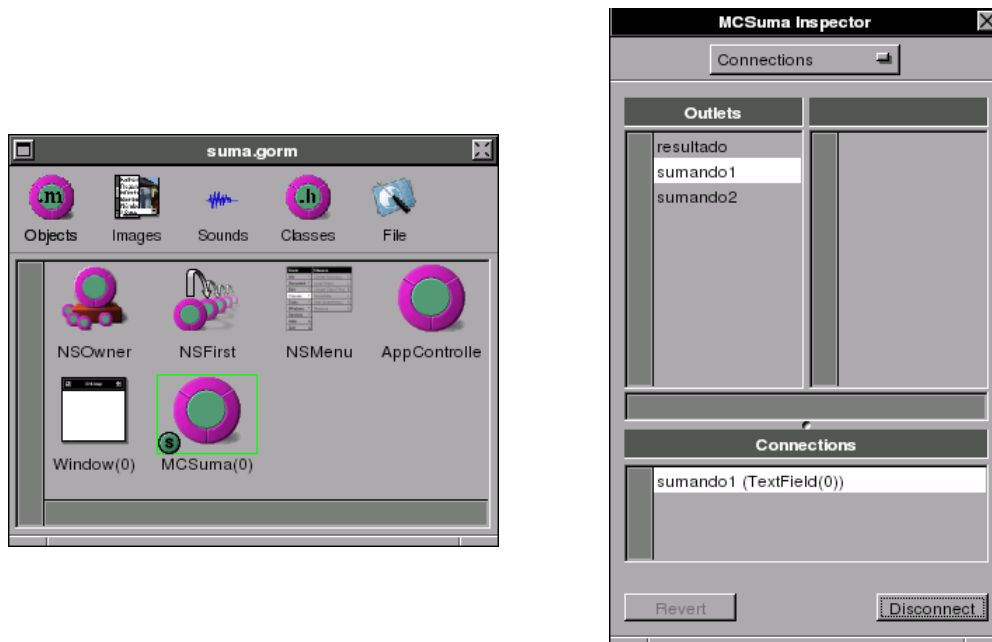 suma.gorm
.m
.h
Objects Images Sounds Classes File
NSOwner NSFirst NSMenu AppControlle
S
Window(0) MCSuma(0)
MCSuma Inspector
Connections
Outlets
resultado
sumando1
sumando2
Connections
sumando1 (TextField(0))
Revert Disconnect